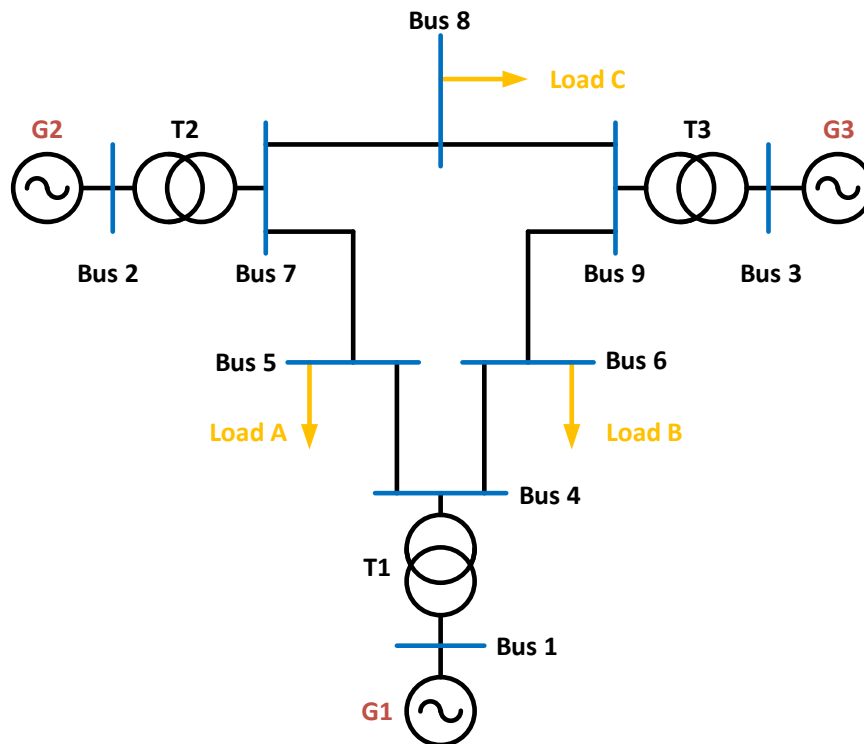 Bus 8
Load C
G2
T2
T3
G3
Bus 2
Bus 7
Bus 9
Bus 3
Bus 5
Bus 6
Load A
Load B
Bus 4
T1
Bus 1
G1